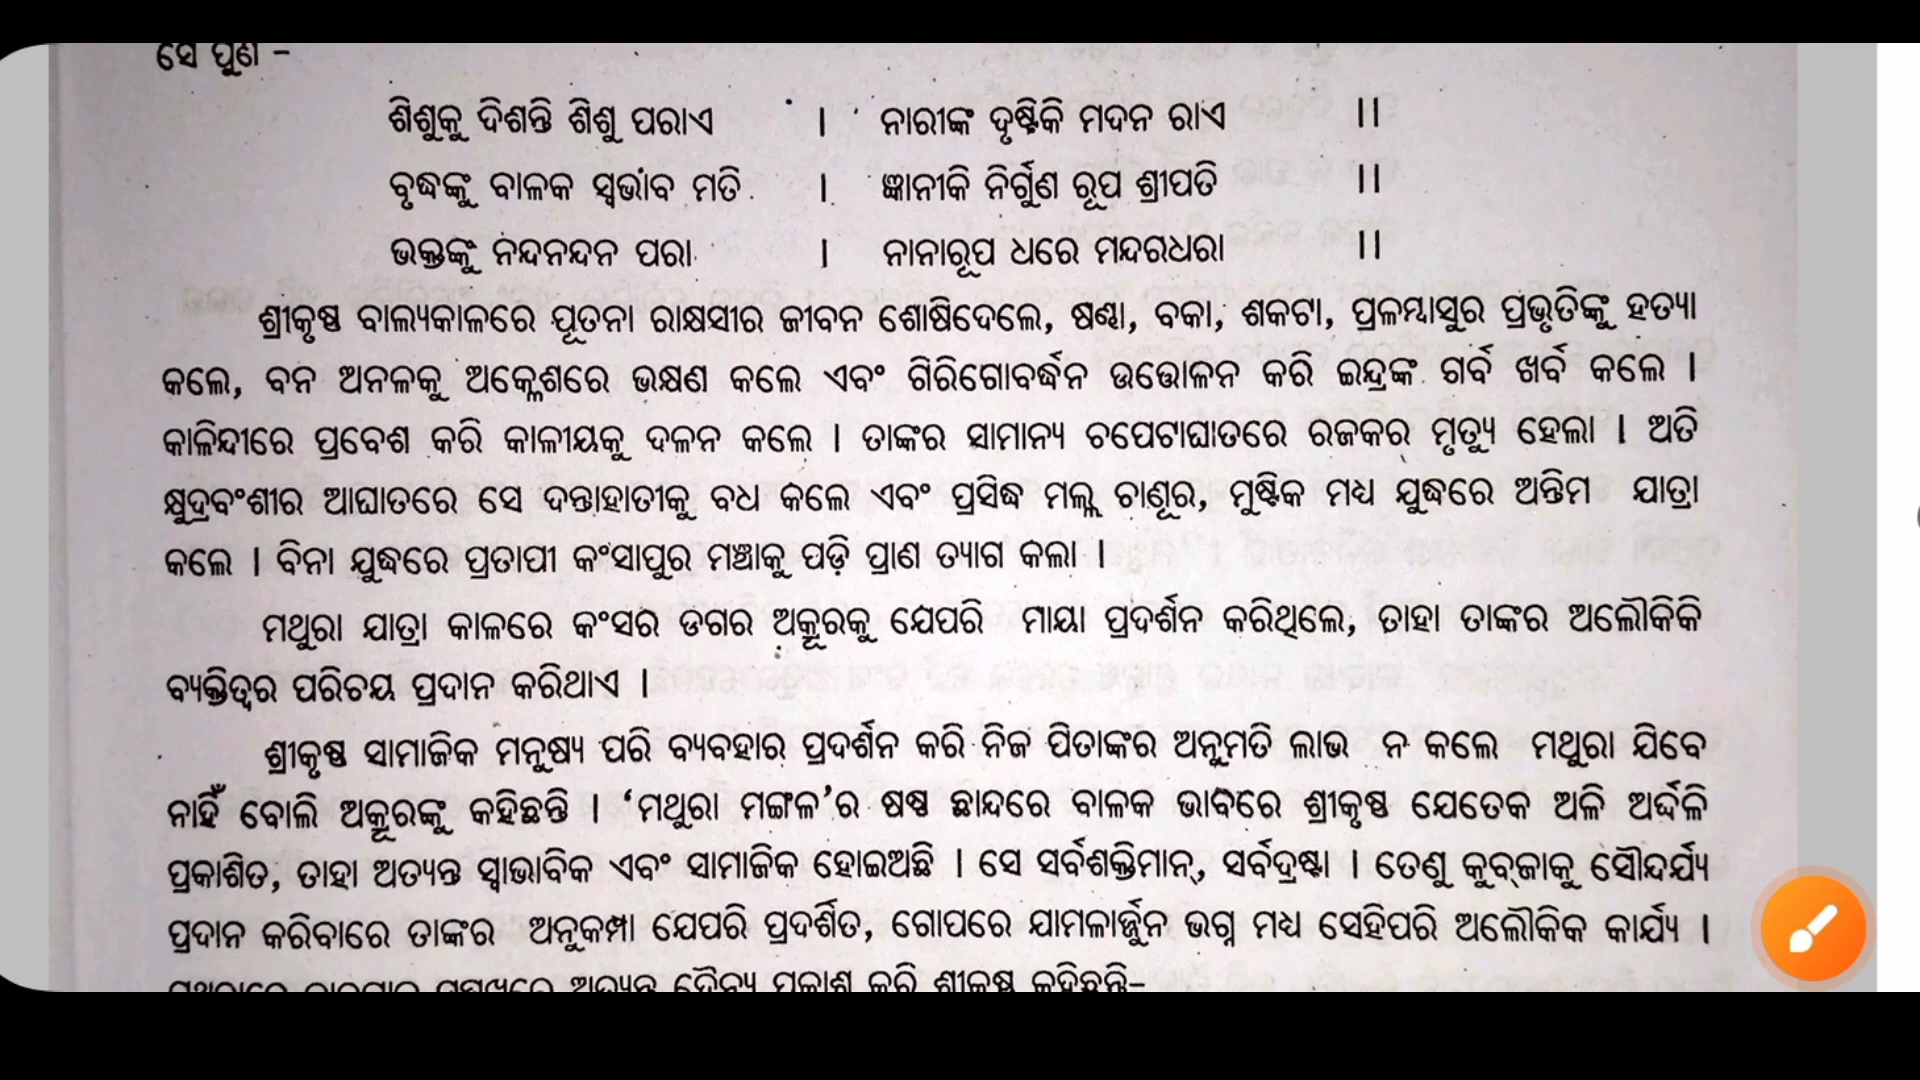 ସେ ପୁଣ –
ଶିଶୁକୁ ଦିଶନ୍ତି ଶିଶୁ ପରାଏ । ନାରୀଙ୍କ ଦୃଷ୍ଟିକି ମଦନ ରାଏ ।।
ବୃଦ୍ଧଙ୍କୁ ବାଳକ ସ୍ୱଭାବ ମତି । ଜ୍ଞାନୀକି ନିର୍ଗୁଣ ରୂପ ଶ୍ରୀପତି ।।
ଭକ୍ତଙ୍କୁ ନନ୍ଦନନ୍ଦନ ପରା । ନାନାରୂପ ଧରେ ମନ୍ଦରଧରା ।।
ଶ୍ରୀକୃଷ୍ଣ ବାଲ୍ୟକାଳରେ ପୂତନା ରାକ୍ଷସୀର ଜୀବନ ଶୋଷିଦେଲେ, ଷଣ୍ଢା, ବକା, ଶକଟା, ପ୍ରଳମ୍ବାସୁର ପ୍ରଭୃତିଙ୍କୁ ହତ୍ୟା
କଲେ, ବନ ଅନଳକୁ ଅକ୍ଳେଶରେ ଭକ୍ଷଣ କଲେ ଏବଂ ଗିରିଗୋବର୍ଦ୍ଧନ ଉତ୍ତୋଳନ କରି ଇନ୍ଦ୍ରଙ୍କ ଗର୍ବ ଖର୍ବ କଲେ ।
କାଳିନ୍ଦୀରେ ପ୍ରବେଶ କରି କାଳୀୟକୁ ଦଳନ କଲେ । ତାଙ୍କର ସାମାନ୍ୟ ଚପେଟାଘାତରେ ରଜକର ମୃତ୍ୟୁ ହେଲା । ଅତି
କ୍ଷୁଦ୍ରବଂଶୀର ଆଘାତରେ ସେ ଦନ୍ତାହାତୀକୁ ବଧ କଲେ ଏବଂ ପ୍ରସିଦ୍ଧ ମଲ୍ଲ ଚାଣୂର, ମୁଷ୍ଟିକ ମଧ୍ୟ ଯୁଦ୍ଧରେ ଅନ୍ତିମ ଯାତ୍ରା
କଲେ । ବିନା ଯୁଦ୍ଧରେ ପ୍ରତାପୀ କଂସାପୁର ମଞ୍ଚାକୁ ପଡ଼ି ପ୍ରାଣ ତ୍ୟାଗ କଲା ।
ମଥୁରା ଯାତ୍ରା କାଳରେ କଂସର ଡଗର ଅକ୍ରୂରକୁ ଯେପରି ମାୟା ପ୍ରଦର୍ଶନ କରିଥିଲେ, ତାହା ତାଙ୍କର ଅଲୌକିକି
ବ୍ୟକ୍ତିତ୍ୱର ପରିଚୟ ପ୍ରଦାନ କରିଥାଏ ।
ଶ୍ରୀକୃଷ୍ଣ ସାମାଜିକ ମନୁଷ୍ୟ ପରି ବ୍ୟବହାର ପ୍ରଦର୍ଶନ କରି ନିଜ ପିତାଙ୍କର ଅନୁମତି ଲାଭ ନ କଲେ ମଥୁରା ଯିବେ
ନାହିଁ ବୋଲି ଅକ୍ରୂରଙ୍କୁ କହିଛନ୍ତି । ‘ମଥୁରା ମଙ୍ଗଳ’ର ଷଷ୍ଠ ଛାନ୍ଦରେ ବାଳକ ଭାବରେ ଶ୍ରୀକୃଷ୍ଣ ଯେତେକ ଅଳି ଅର୍ଦ୍ଦଳି
ପ୍ରକାଶିତ, ତାହା ଅତ୍ୟନ୍ତ ସ୍ୱାଭାବିକ ଏବଂ ସାମାଜିକ ହୋଇଅଛି । ସେ ସର୍ବଶକ୍ତିମାନ୍, ସର୍ବଦ୍ରଷ୍ଟା । ତେଣୁ କୁବ୍‌ଜାକୁ ସୌନ୍ଦର୍ଯ୍ୟ
ପ୍ରଦାନ କରିବାରେ ତାଙ୍କର ଅନୁକମ୍ପା ଯେପରି ପ୍ରଦର୍ଶିତ, ଗୋପରେ ଯାମଳାର୍ଜୁନ ଭଗ୍ନ ମଧ୍ୟ ସେହିପରି ଅଲୌକିକ କାର୍ଯ୍ୟ ।
ଅତ୍ୟନ୍ତ ଦୈନ୍ୟ ପ୍ରକାଶ କରି ଶ୍ରୀକୃଷ୍ଣ କହିଛନ୍ତି–